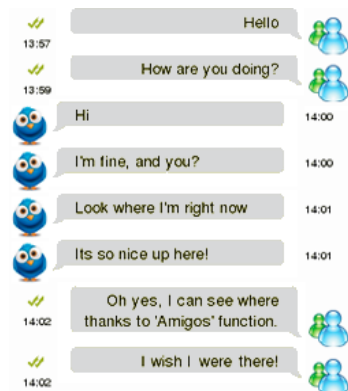 Hello
13:57
How are you doing?
13:59
Hi
14:00
I'm fine, and you?
14:00
Look where I'm right now
14:01
Its so nice up here!
14:01
Oh yes, I can see where
thanks to 'Amigos' function.
14:02
I wish I were there!
14:02